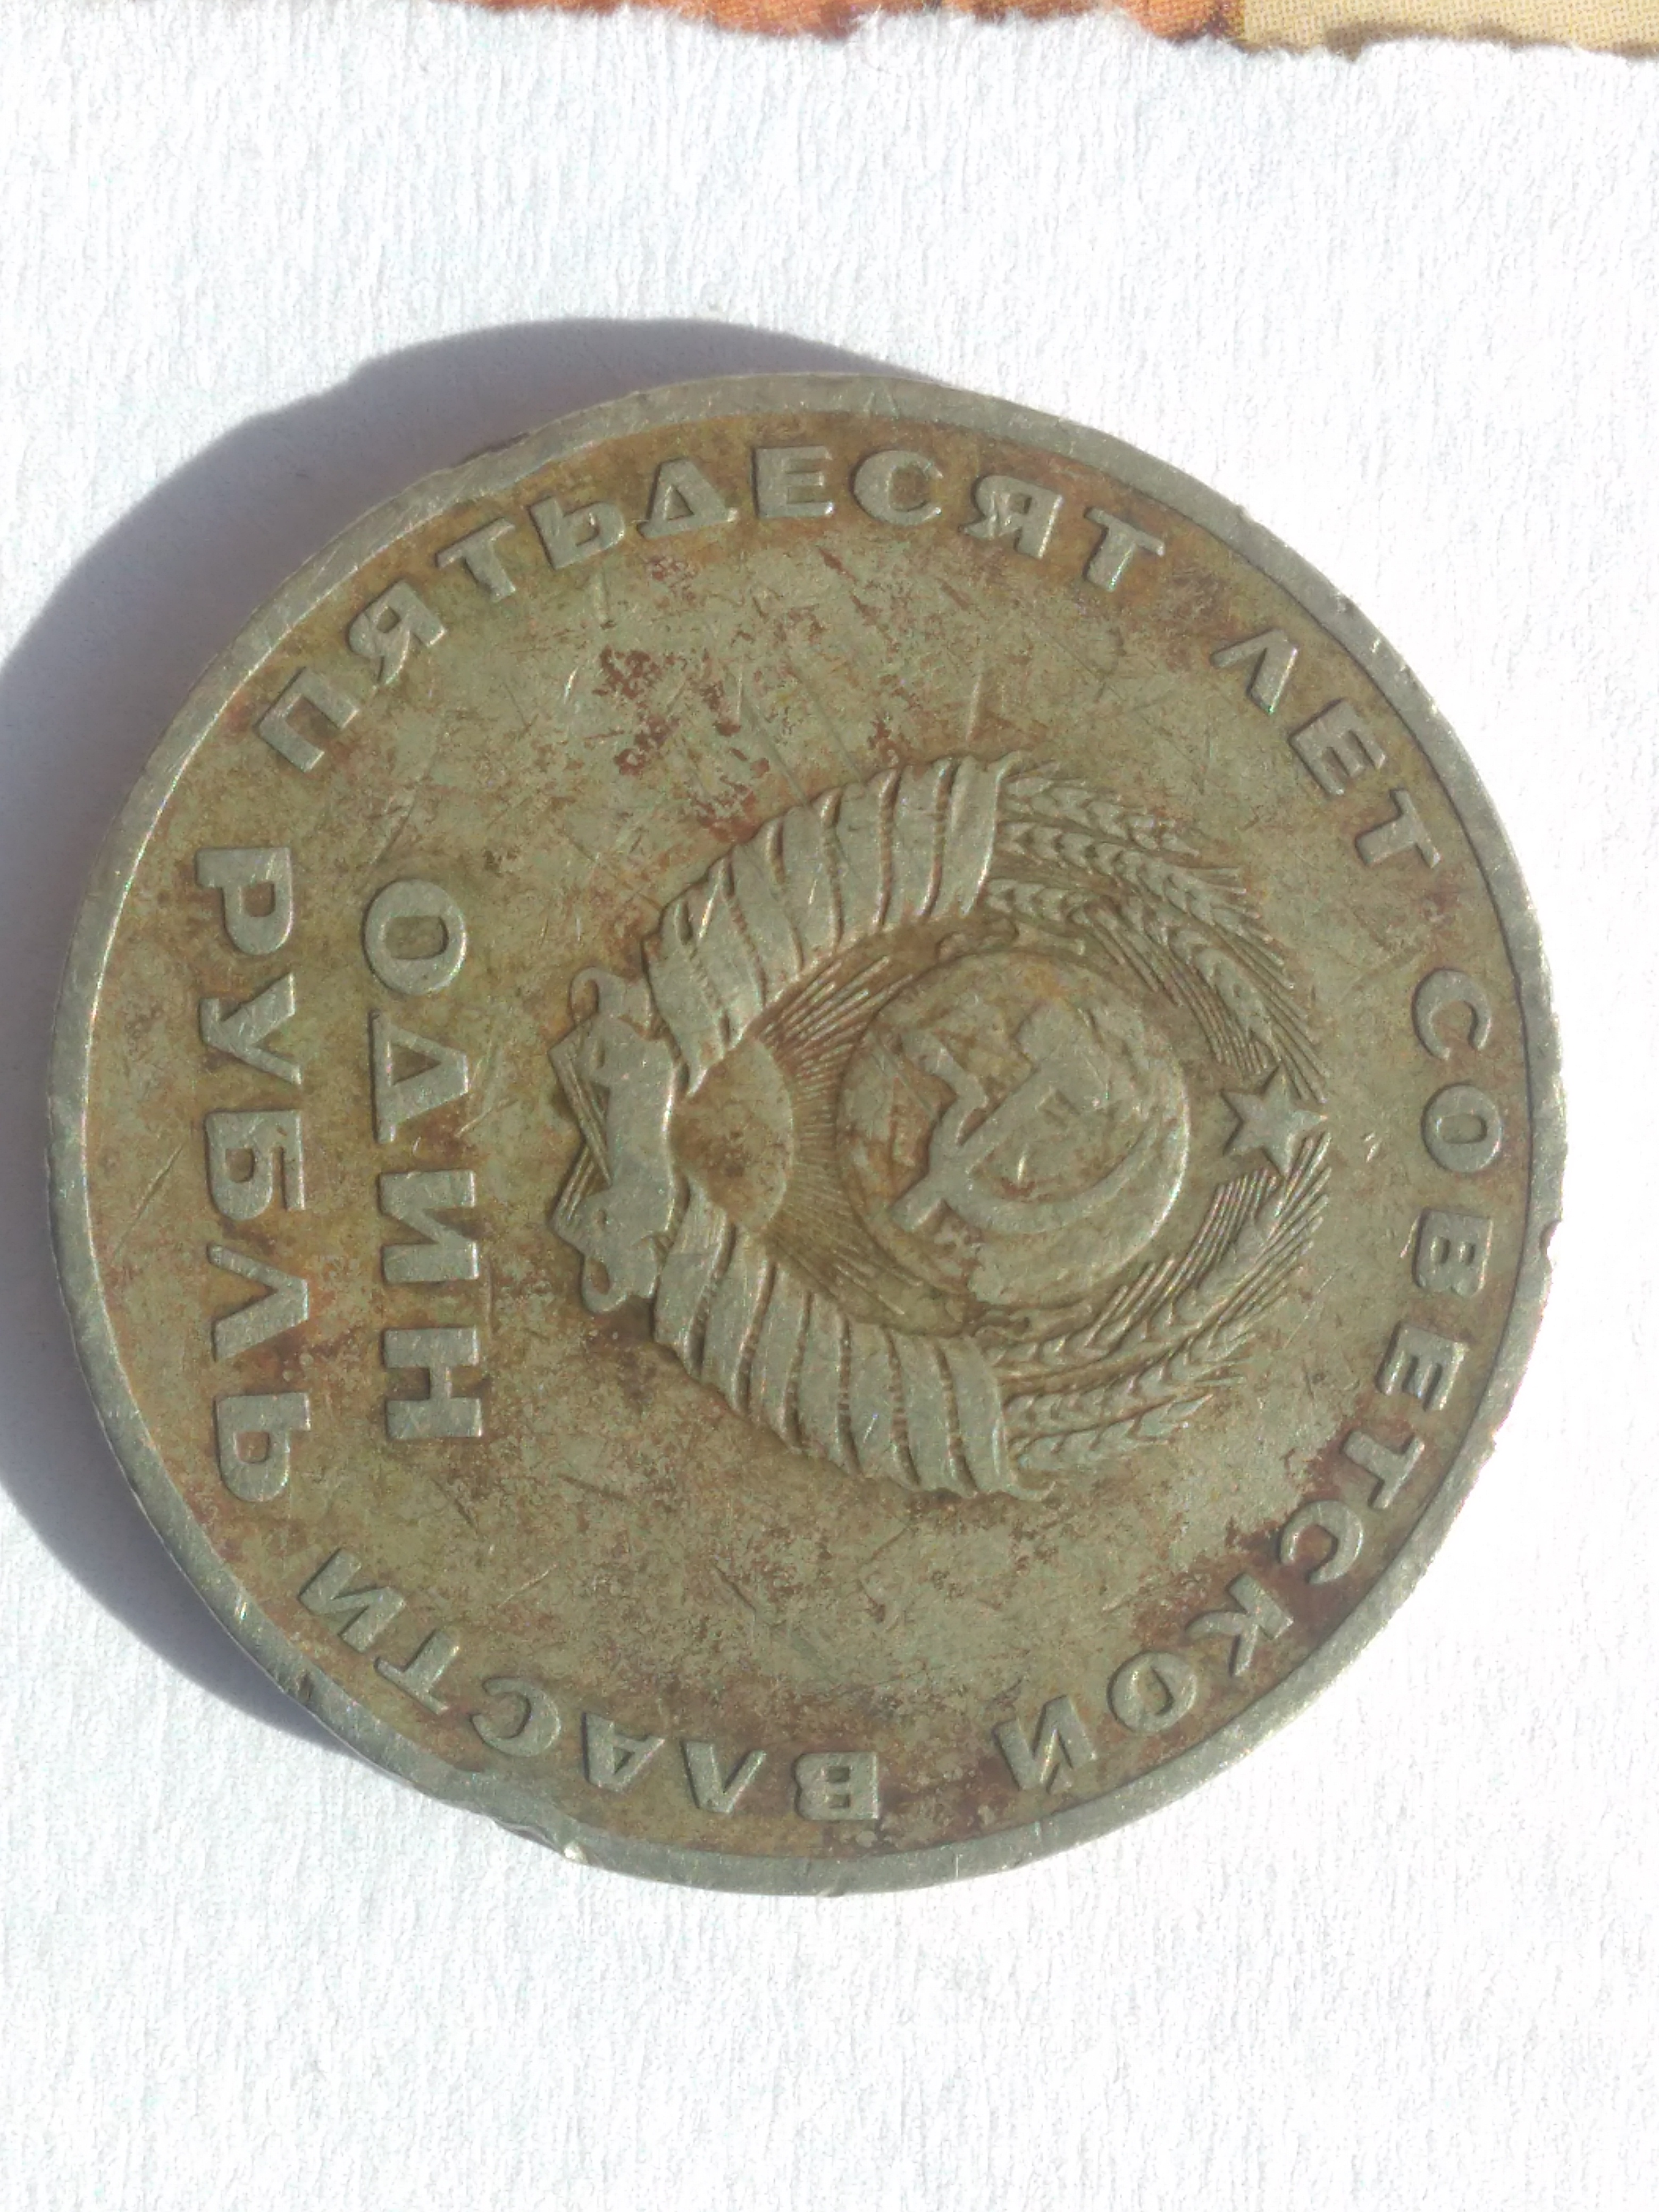 ПЯТЬДЕСЯТ ЛЕТ СОВЕТСКОЙ ВЛАСТИ
ОДИН
РУБЛЬ